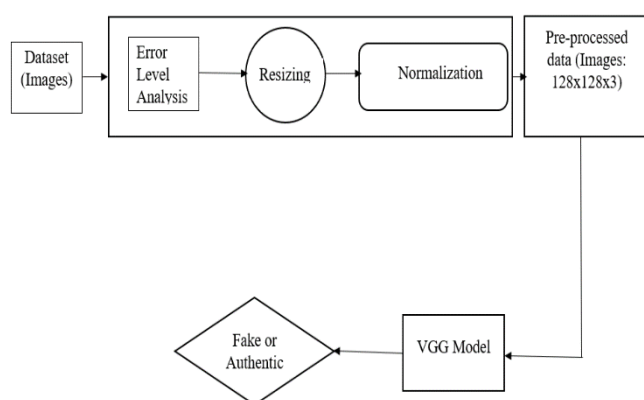 Dataset
(Images)
Error
Level
Analysis
Resizing
Normalization
Pre-processed
data (Images:
128x128x3)
Fake or
Authentic
VGG Model